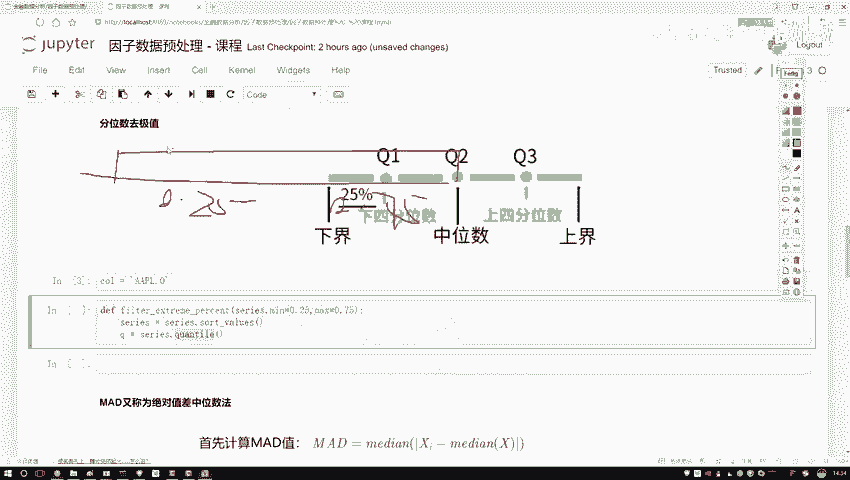 jupyter 因子数据预处理 - 课程 Last Checkpoint: 2 hours ago (unsaved changes)
Logout
File Edit View Insert Cell Kernel Widgets Help
Trusted
Code
分位数去极值
Q1 Q2 Q3
25%
下四分位数 上四分位数
下界 中位数 上界
0.25
In [3]: col = 'AAPL.O'
In [ ]: def filter_extreme_percent(series,min=0.25,max=0.75):
series = series.sort_values()
q = series.quantile()
In [ ]:
MAD又称为绝对值差中位数法
首先计算MAD值: MAD = median(|Xi − median(X)|)
14:34